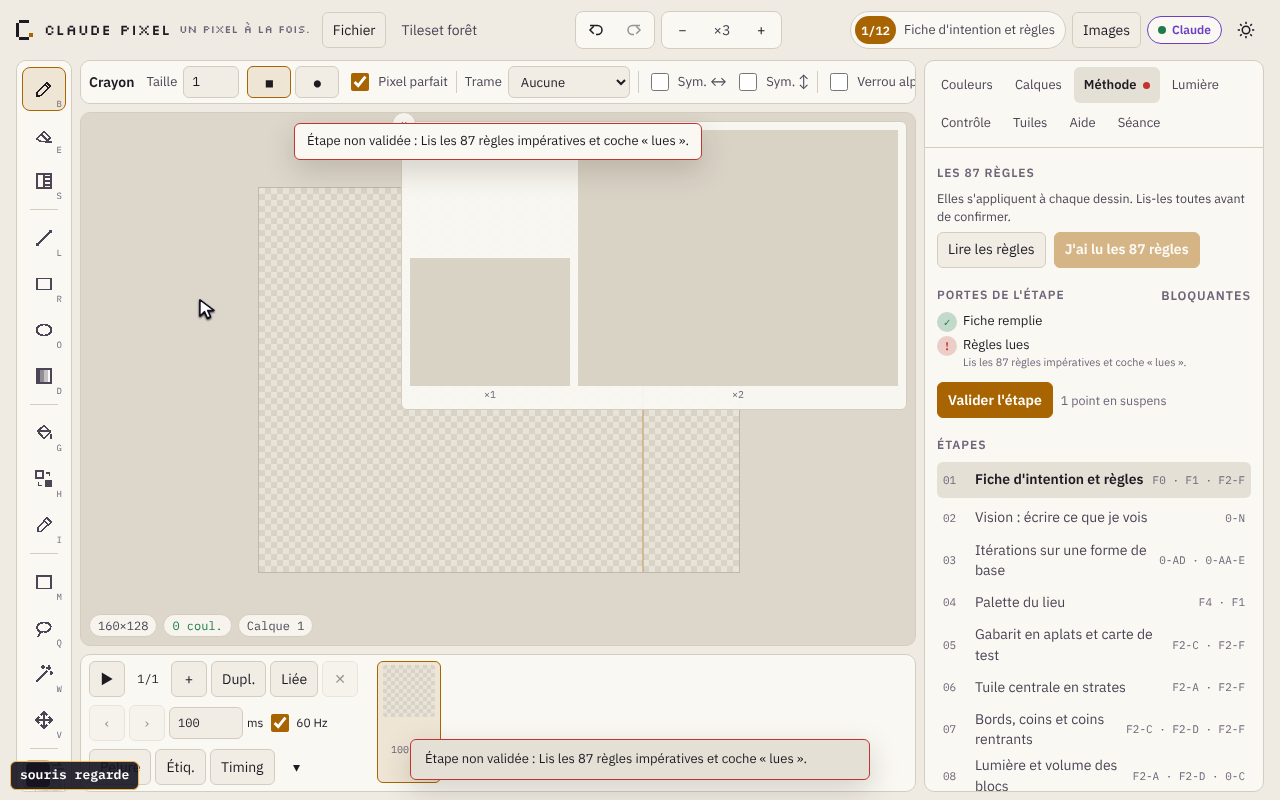 CLAUDE PIXEL UN PIXEL À LA FOIS. Fichier Tileset forêt − ×3 + 1/12 Fiche d'intention et règles Images Claude
Crayon Taille 1 Pixel parfait Trame Aucune Sym. ↔ Sym. ↕ Verrou alp
B
E
S
L
R
O
D
G
H
I
M
Q
W
V
Étape non validée : Lis les 87 règles impératives et coche « lues ».
×1 ×2
160×128 0 coul. Calque 1
1/1 + Dupl. Liée ×
‹ › 100 ms 60 Hz
Étiq. Timing ▼
100
Étape non validée : Lis les 87 règles impératives et coche « lues ».
souris regarde
Couleurs Calques Méthode Lumière
Contrôle Tuiles Aide Séance
LES 87 RÈGLES
Elles s'appliquent à chaque dessin. Lis-les toutes avant
de confirmer.
Lire les règles J'ai lu les 87 règles
PORTES DE L'ÉTAPE BLOQUANTES
✓ Fiche remplie
! Règles lues
Lis les 87 règles impératives et coche « lues ».
Valider l'étape 1 point en suspens
ÉTAPES
01 Fiche d'intention et règles F0 · F1 · F2-F
02 Vision : écrire ce que je vois 0-N
03 Itérations sur une forme de 0-AD · 0-AA-E
base
04 Palette du lieu F4 · F1
05 Gabarit en aplats et carte de F2-C · F2-F
test
06 Tuile centrale en strates F2-A · F2-F
07 Bords, coins et coins F2-C · F2-D · F2-F
rentrants
08 Lumière et volume des F2-A · F2-D · 0-C
blocs